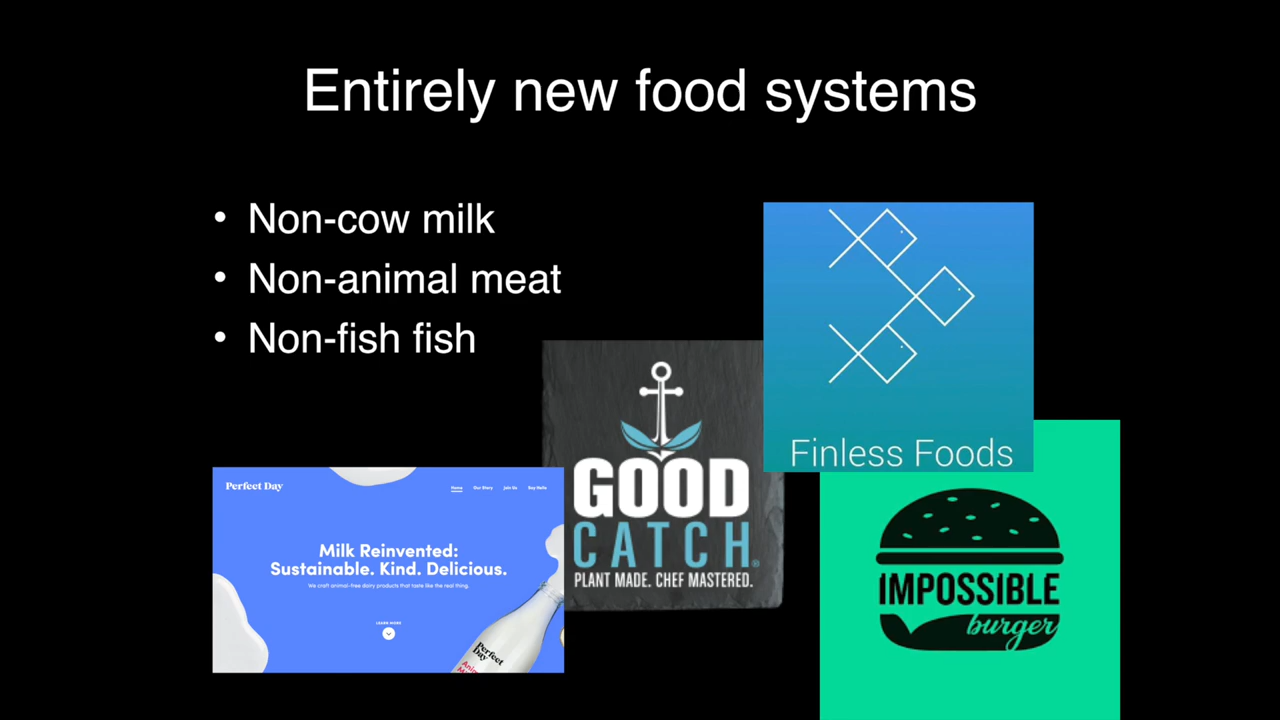 Entirely new food systems
• Non-cow milk
• Non-animal meat
• Non-fish fish
Finless Foods
GOOD
CATCH®
PLANT MADE. CHEF MASTERED.
Perfect Day
Home Our Story Join Us Say Hello
Milk Reinvented:
Sustainable. Kind. Delicious.
We craft animal-free dairy products that taste like the real thing.
LEARN MORE
Perfect
Day
IMPOSSIBLE
burger